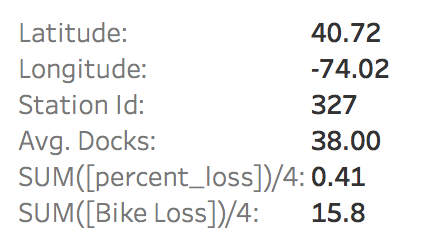 Latitude: 40.72
Longitude: -74.02
Station Id: 327
Avg. Docks: 38.00
SUM([percent_loss])/4: 0.41
SUM([Bike Loss])/4: 15.8